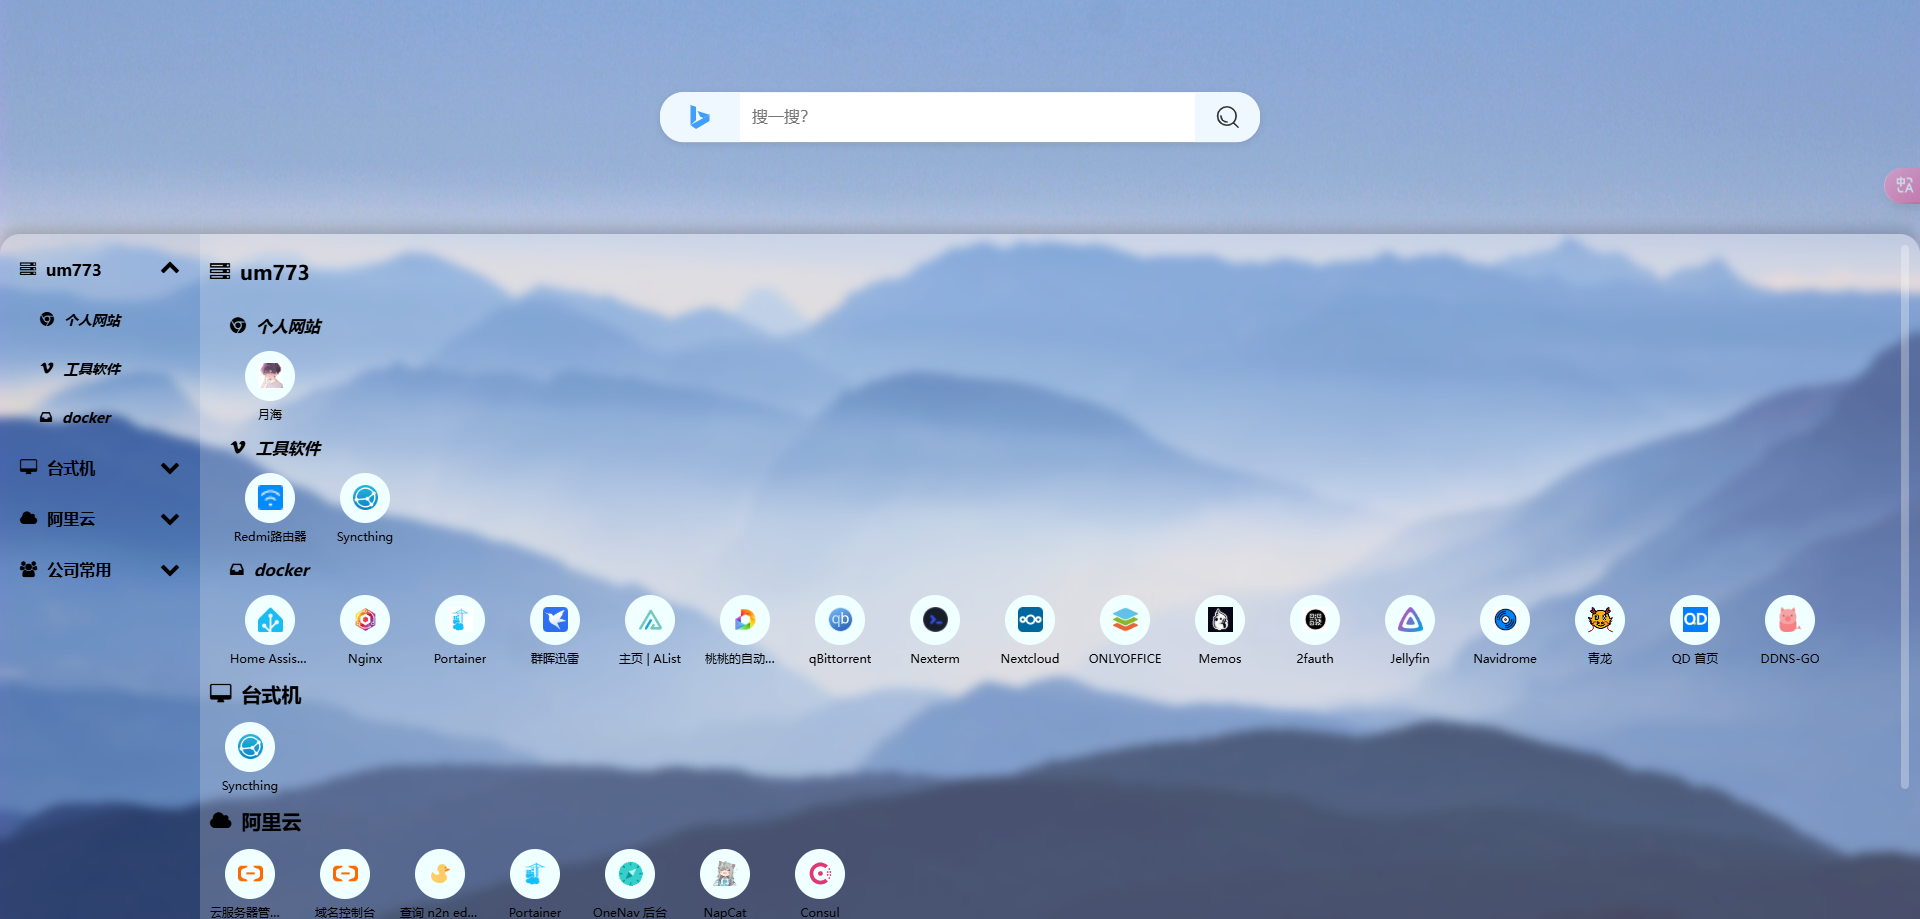 搜一搜?
um773
个人网站
工具软件
docker
台式机
阿里云
公司常用
um773
个人网站
月海
工具软件
Redmi路由器 Syncthing
docker
Home Assis... Nginx Portainer 群晖迅雷 主页 | AList 桃桃的自动... qBittorrent Nexterm Nextcloud ONLYOFFICE Memos 2fauth Jellyfin Navidrome 青龙 QD 首页 DDNS-GO
台式机
Syncthing
阿里云
云服务器管... 域名控制台 查询 n2n ed... Portainer OneNav 后台 NapCat Consul